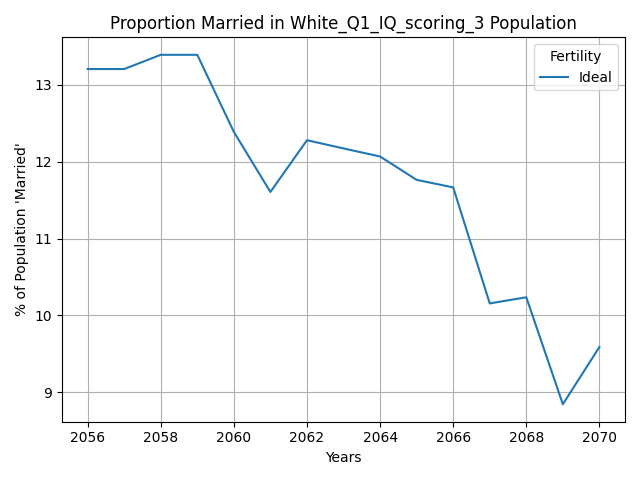 Proportion Married in White_Q1_IQ_scoring_3 Population
Fertility
Ideal
% of Population 'Married'
13
12
11
10
9
2056 2058 2060 2062 2064 2066 2068 2070
Years